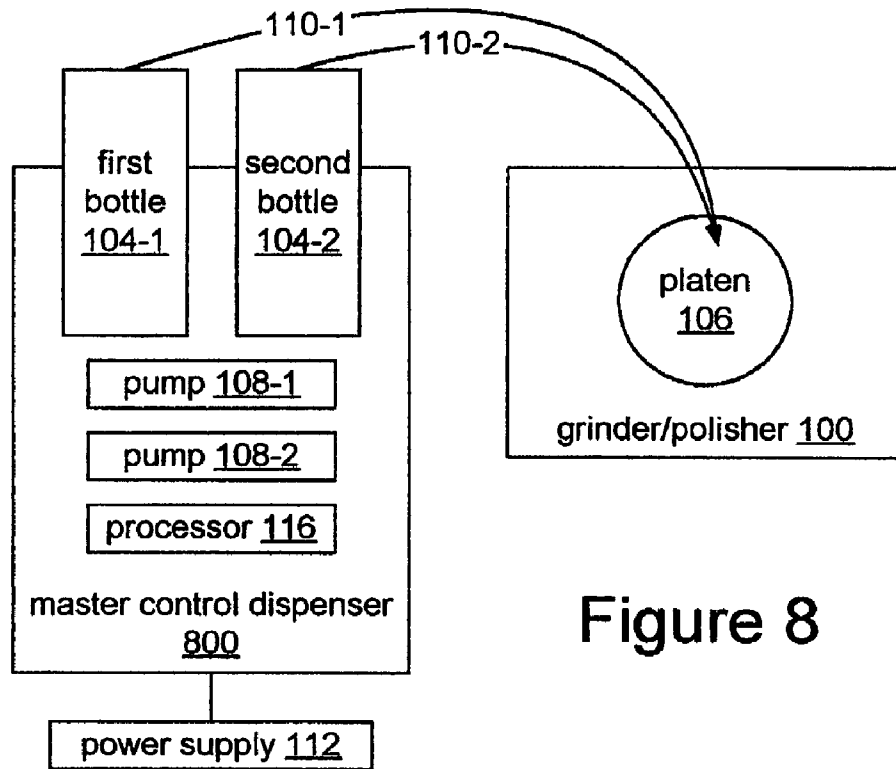 110-1
110-2
first
bottle
104-1
second
bottle
104-2
platen
106
pump 108-1
pump 108-2
processor 116
grinder/polisher 100
master control dispenser
800
Figure 8
power supply 112